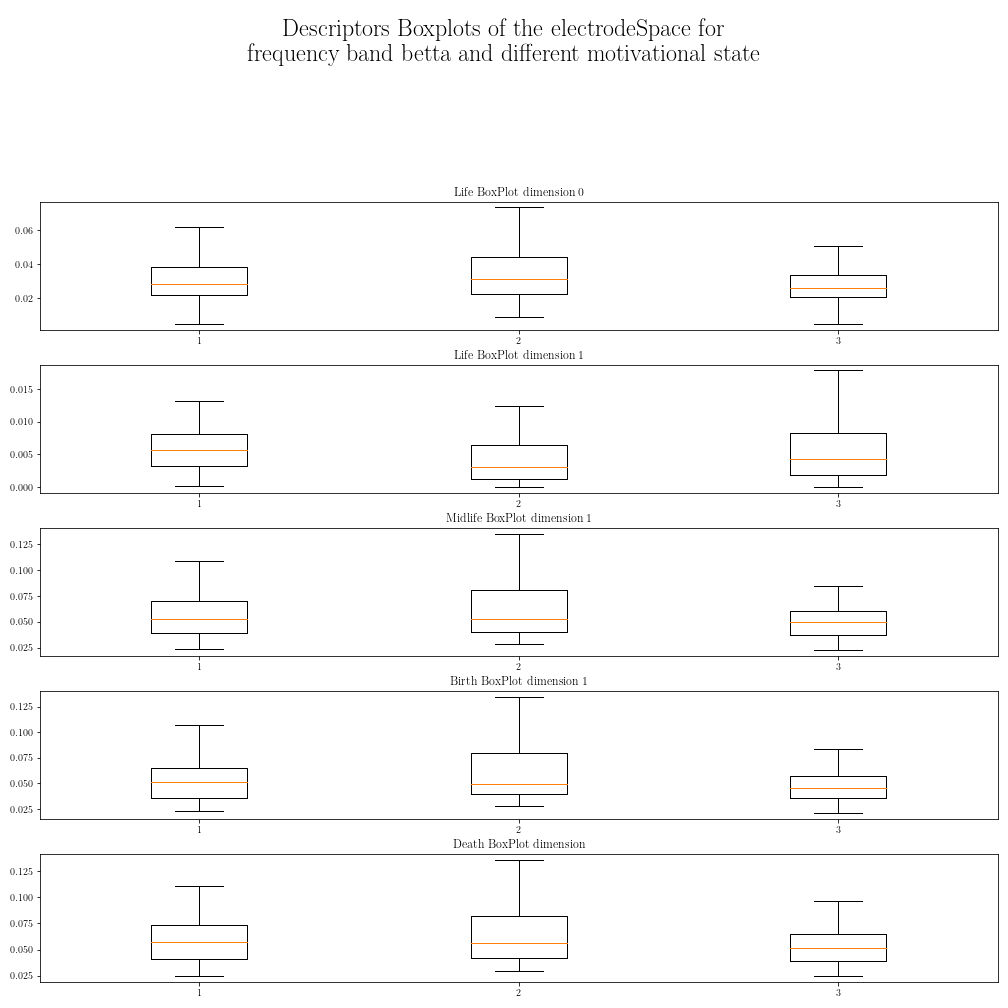 Descriptors Boxplots of the electrodeSpace for
frequency band betta and different motivational state
Life BoxPlot dimension 0
0.06
0.04
0.02
1 2 3
Life BoxPlot dimension 1
0.015
0.010
0.005
0.000
1 2 3
Midlife BoxPlot dimension 1
0.125
0.100
0.075
0.050
0.025
1 2 3
Birth BoxPlot dimension 1
0.125
0.100
0.075
0.050
0.025
1 2 3
Death BoxPlot dimension
0.125
0.100
0.075
0.050
0.025
1 2 3